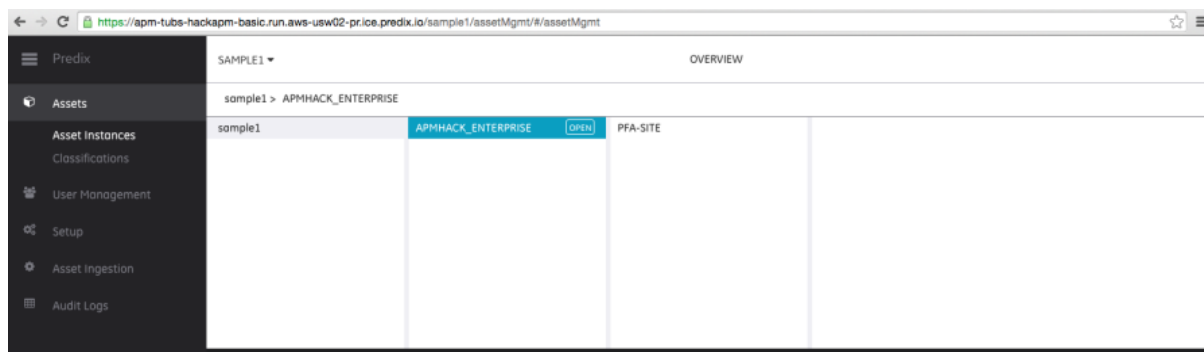 https://apm-tubs-hackapm-basic.run.aws-usw02-pr.ice.predix.io/sample1/assetMgmt/#/assetMgmt
Predix
SAMPLE1
OVERVIEW
Assets
sample1 > APMHACK_ENTERPRISE
Asset Instances
Classifications
User Management
Setup
Asset Ingestion
Audit Logs
sample1
APMHACK_ENTERPRISE OPEN
PFA-SITE